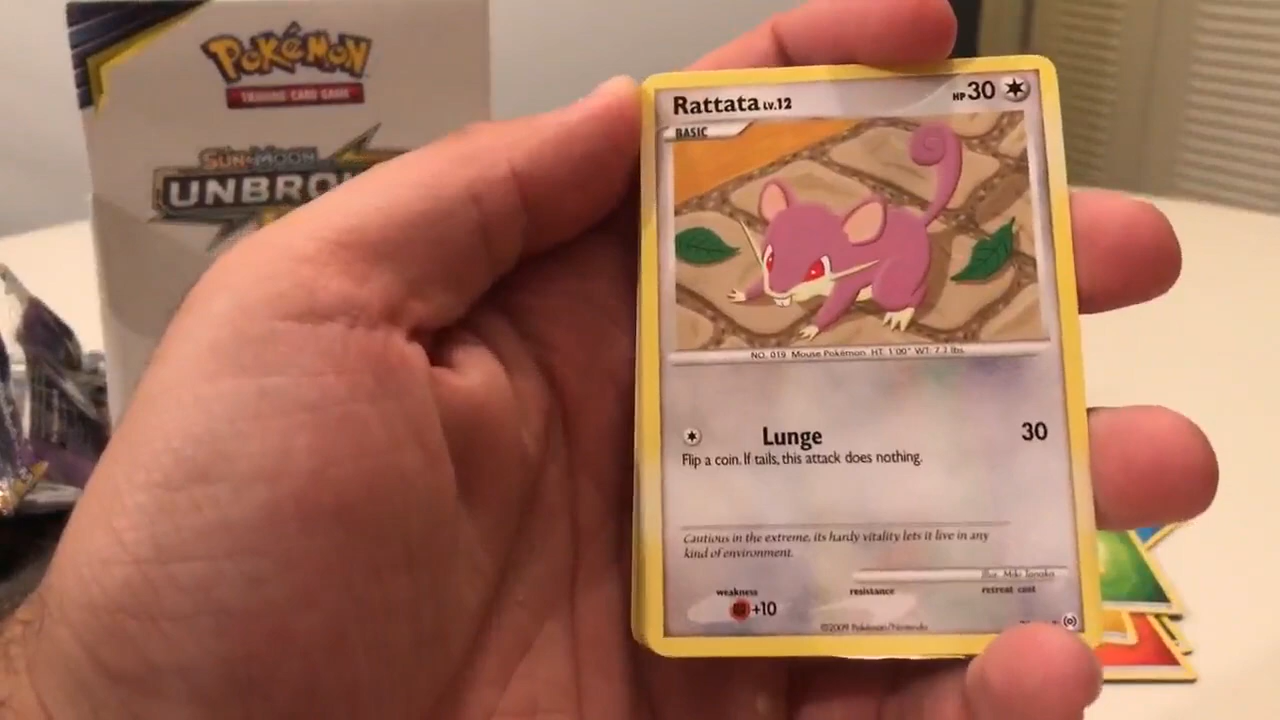 POKéMON
TRADING CARD GAME
SUN & MOON
UNBRO
Rattata LV.12
HP 30
BASIC
NO. 019 Mouse Pokémon HT: 1'00" WT: 7.7 lbs.
Lunge 30
Flip a coin. If tails, this attack does nothing.
Cautious in the extreme, its hardy vitality lets it live in any
kind of environment.
Illus. Miki Tanaka
weakness resistance retreat cost
+10
©2009 Pokémon/Nintendo